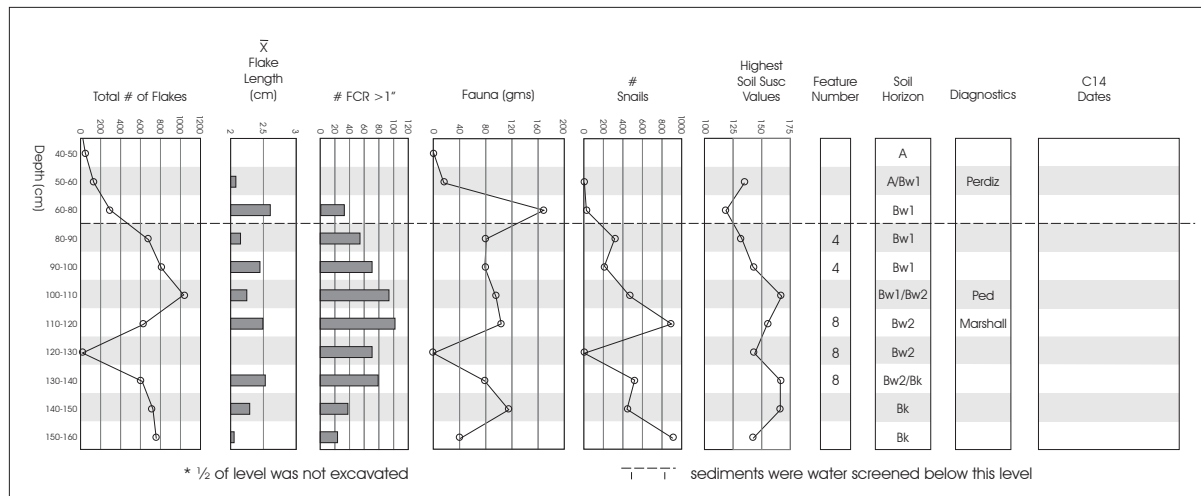 Total # of Flakes
X̅ Flake Length (cm)
# FCR >1"
Fauna (gms)
# Snails
Highest Soil Susc Values
Feature Number
Soil Horizon
Diagnostics
C14 Dates
0 200 400 600 800 1000 1200
2 2.5 3
0 20 40 60 80 100 120
0 40 80 120 160 200
0 200 400 600 800 1000
100 125 150 175
Depth (cm)
40-50 A
50-60 A/Bw1 Perdiz
60-80 Bw1
80-90 4 Bw1
90-100 4 Bw1
100-110 Bw1/Bw2 Ped
110-120 8 Bw2 Marshall
120-130 8 Bw2
130-140 8 Bw2/Bk
140-150 Bk
150-160 Bk
* ½ of level was not excavated
sediments were water screened below this level